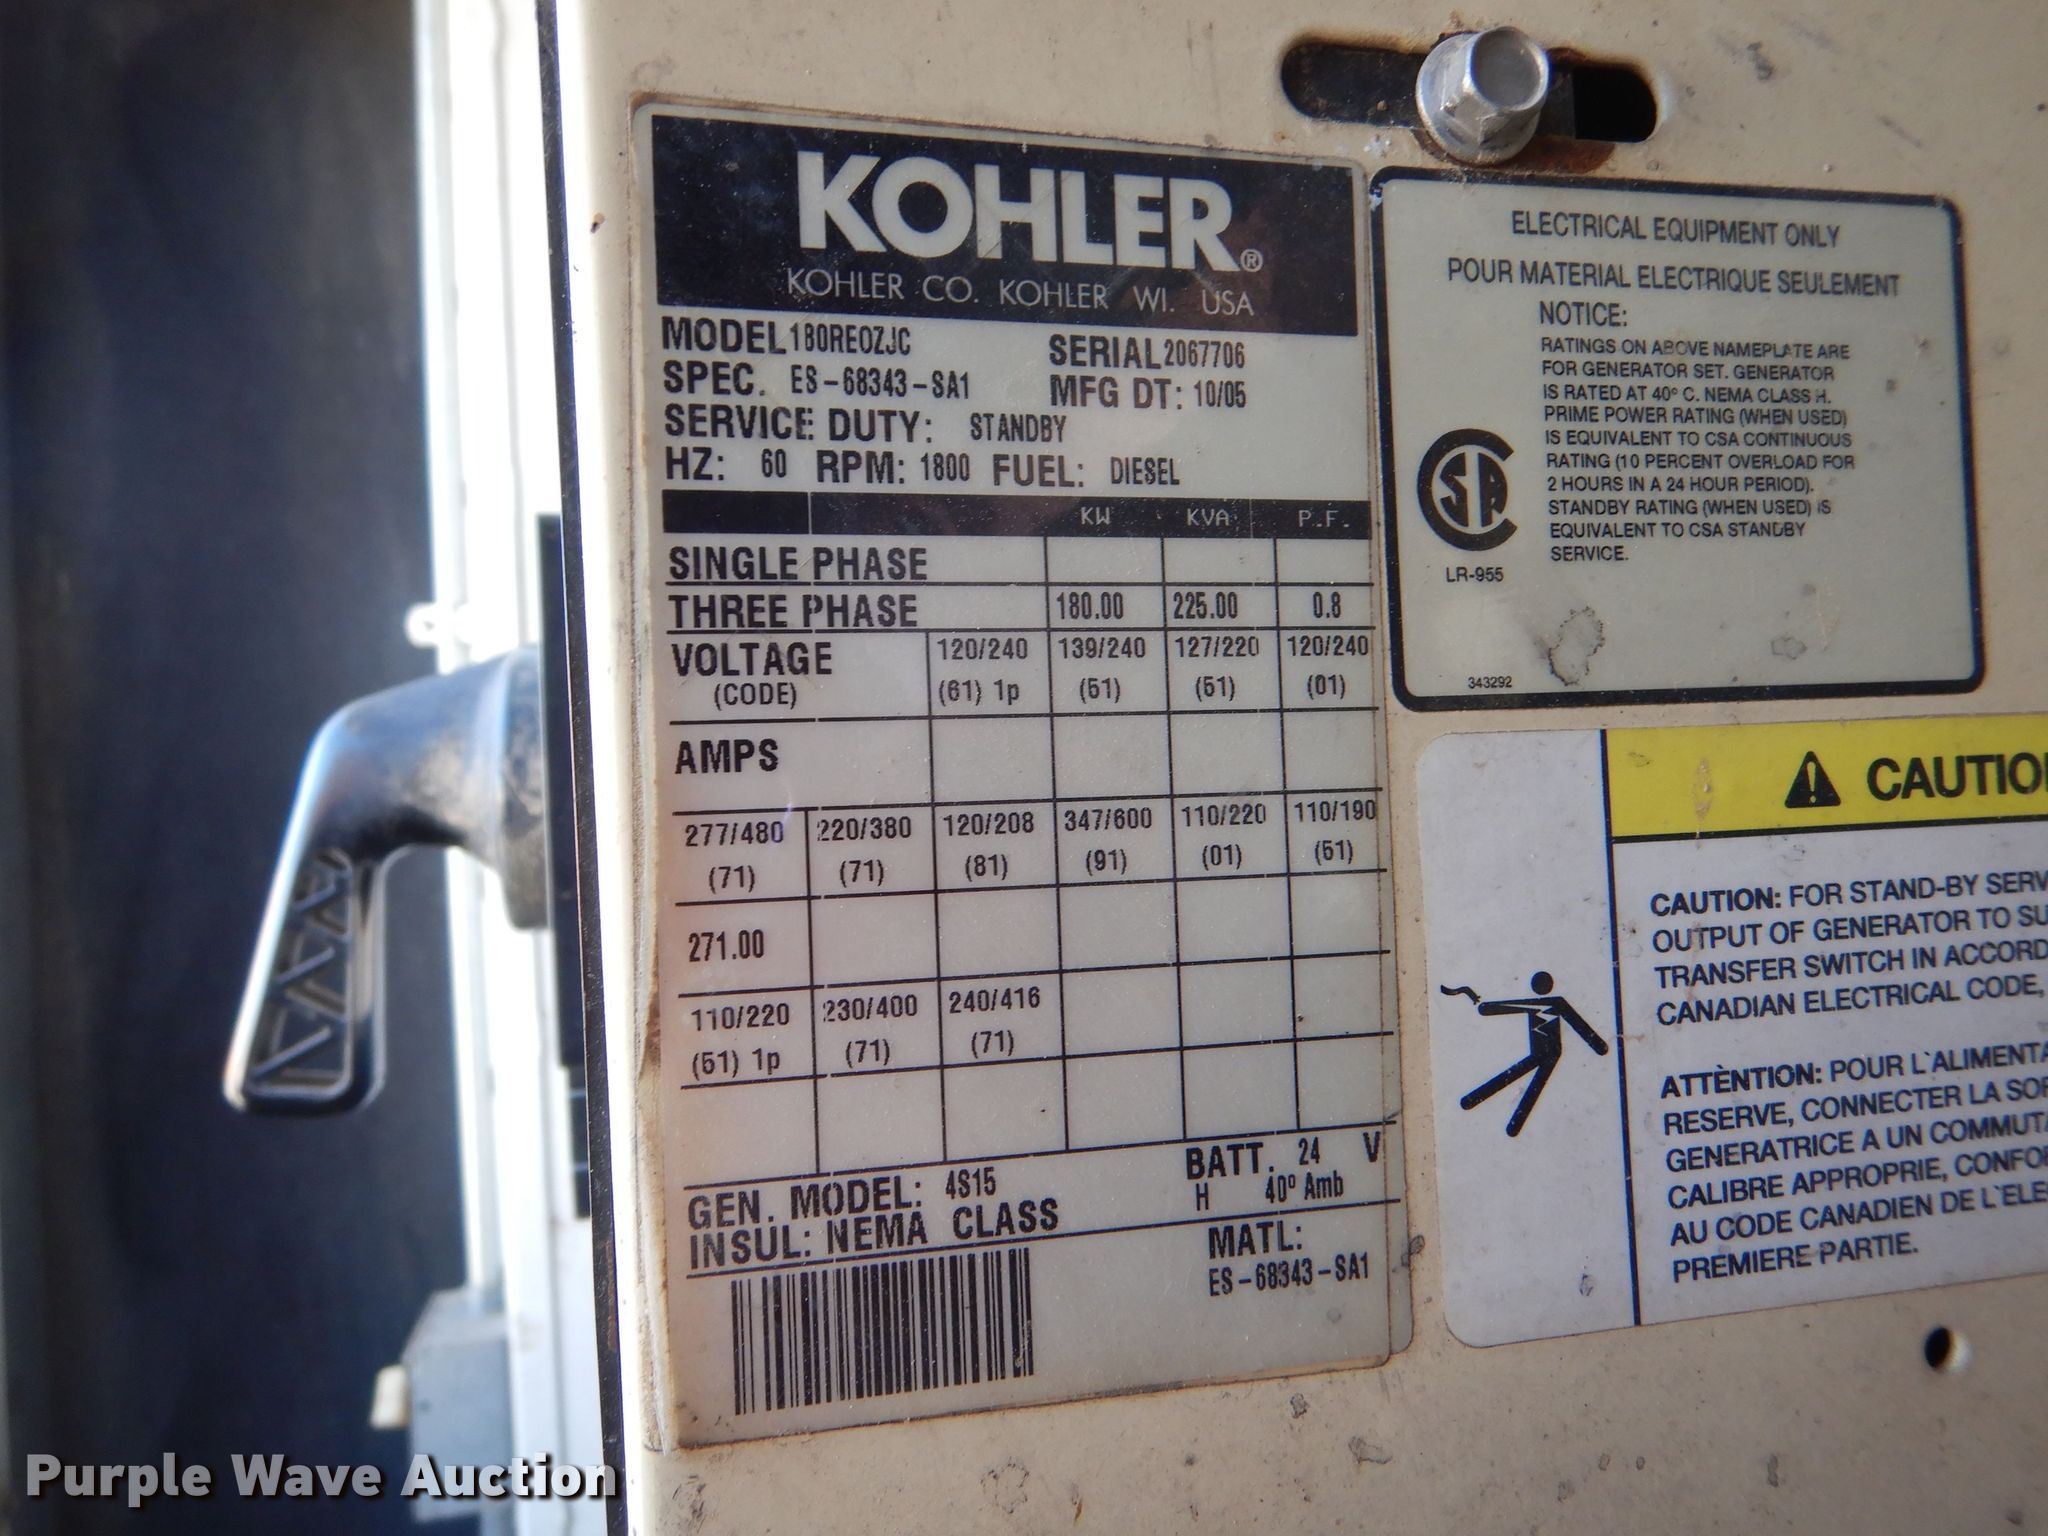 KOHLER®
KOHLER CO. KOHLER WI. USA
MODEL 180REOZJC SERIAL 2067706
SPEC. ES-68343-SA1 MFG DT: 10/05
SERVICE DUTY: STANDBY
HZ: 60 RPM: 1800 FUEL: DIESEL
KW KVA P.F.
SINGLE PHASE
THREE PHASE 180.00 225.00 0.8
VOLTAGE 120/240 139/240 127/220 120/240
(CODE) (61) 1p (51) (51) (01)
AMPS
277/480 220/380 120/208 347/600 110/220 110/190
(71) (71) (81) (91) (01) (51)
271.00
110/220 230/400 240/416
(51) 1p (71) (71)
GEN. MODEL: 4S15 BATT. 24 V
INSUL: NEMA CLASS H 40° Amb
MATL:
ES-68343-SA1
ELECTRICAL EQUIPMENT ONLY
POUR MATERIAL ELECTRIQUE SEULEMENT
NOTICE:
RATINGS ON ABOVE NAMEPLATE ARE
FOR GENERATOR SET. GENERATOR
IS RATED AT 40° C. NEMA CLASS H.
PRIME POWER RATING (WHEN USED)
IS EQUIVALENT TO CSA CONTINUOUS
RATING (10 PERCENT OVERLOAD FOR
2 HOURS IN A 24 HOUR PERIOD).
STANDBY RATING (WHEN USED) IS
EQUIVALENT TO CSA STANDBY
SERVICE.
LR-955
343292
CAUTIO
CAUTION: FOR STAND-BY SERV
OUTPUT OF GENERATOR TO SU
TRANSFER SWITCH IN ACCORD
CANADIAN ELECTRICAL CODE,
ATTÈNTION: POUR L`ALIMENTA
RESERVE, CONNECTER LA SOR
GENERATRICE A UN COMMUTA
CALIBRE APPROPRIE, CONFO
AU CODE CANADIEN DE L`ELE
PREMIERE PARTIE.
Purple Wave Auction